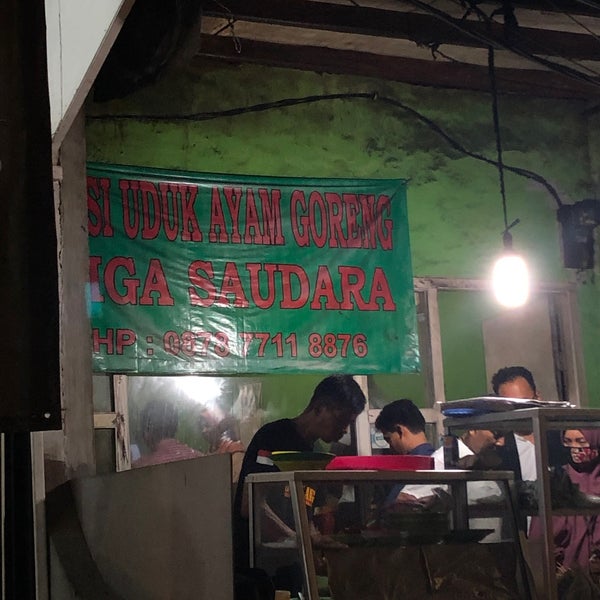 SI UDUK AYAM GORENG
IGA SAUDARA
HP : 0878 7711 8876